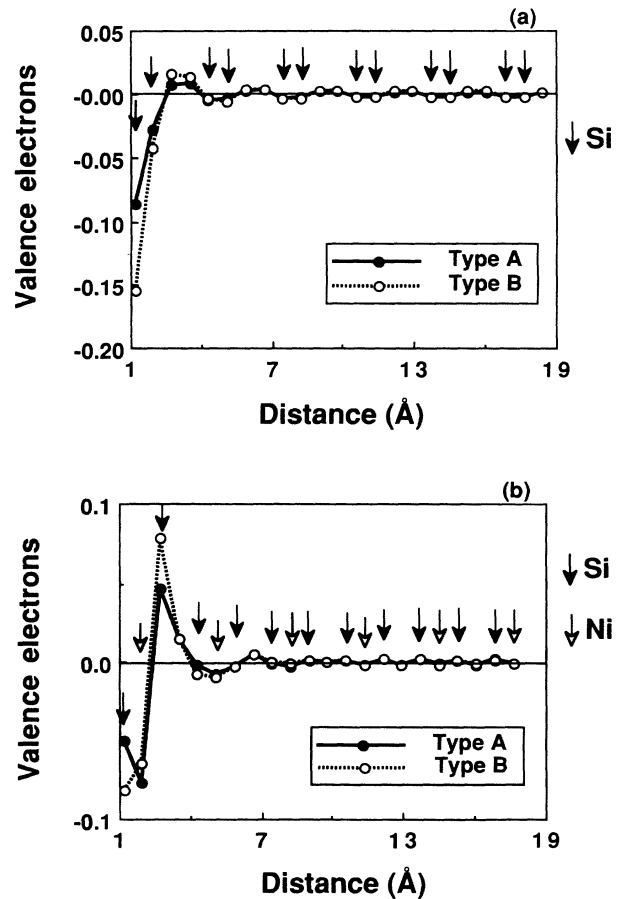 (a)
0.05
-0.00
-0.05
-0.10
-0.15
-0.20
Valence electrons
Si
Type A
Type B
1 7 13 19
Distance (Å)
(b)
0.1
0.0
-0.1
Valence electrons
Si
Ni
Type A
Type B
1 7 13 19
Distance (Å)